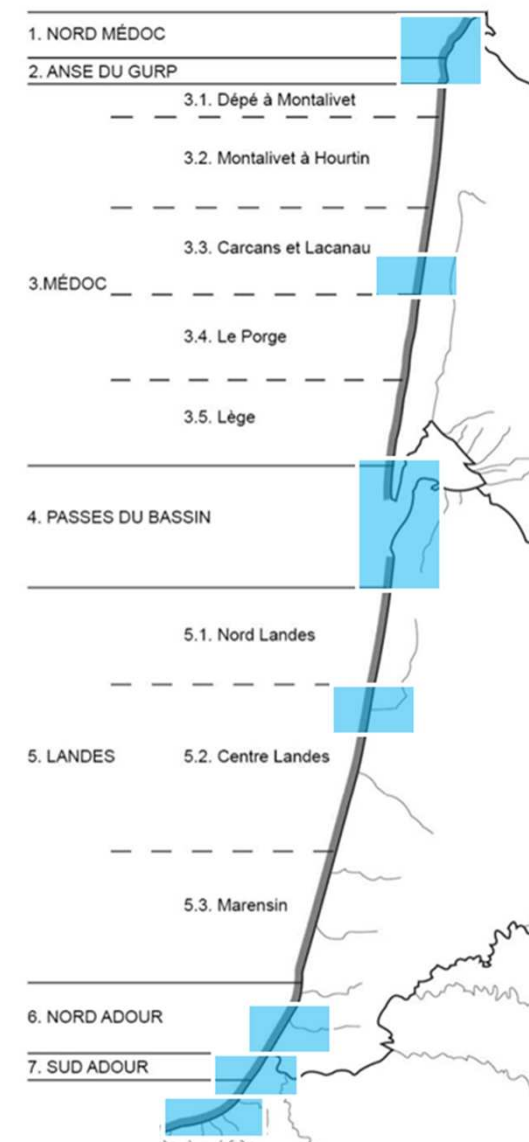 1. NORD MÉDOC
2. ANSE DU GURP
3.1. Dépé à Montalivet
3.2. Montalivet à Hourtin
3.3. Carcans et Lacanau
3.MÉDOC
3.4. Le Porge
3.5. Lège
4. PASSES DU BASSIN
5.1. Nord Landes
5. LANDES
5.2. Centre Landes
5.3. Marensin
6. NORD ADOUR
7. SUD ADOUR